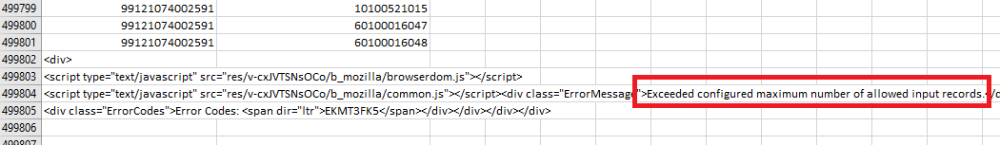 499799 99121074002591 10100521015
499800 99121074002591 60100016047
499801 99121074002591 60100016048
499802 <div>
499803 <script type="text/javascript" src="res/v-cxJVTSNsOCo/b_mozilla/browserdom.js"></script>
499804 <script type="text/javascript" src="res/v-cxJVTSNsOCo/b_mozilla/common.js"></script><div class="ErrorMessage">Exceeded configured maximum number of allowed input records.</d
499805 <div class="ErrorCodes">Error Codes: <span dir="ltr">EKMT3FK5</span></div></div></div></div>
499806
499807